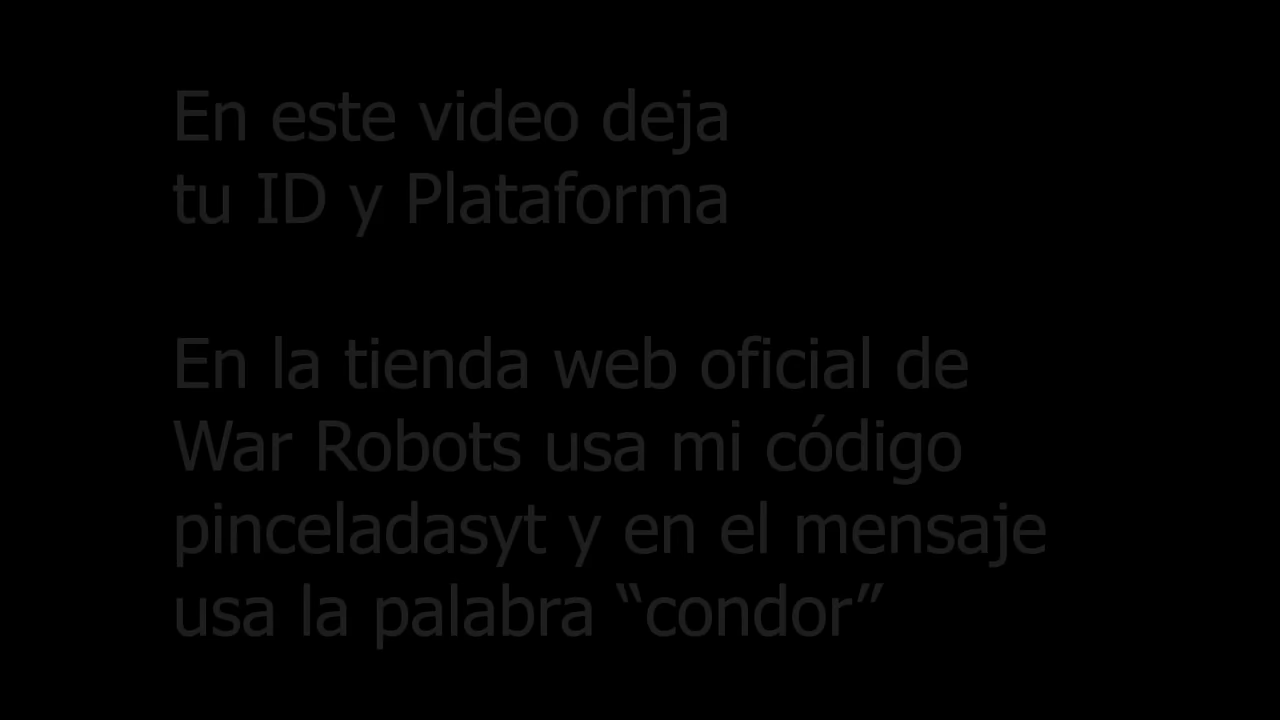 En este video deja
tu ID y Plataforma
En la tienda web oficial de
War Robots usa mi código
pinceladasyt y en el mensaje
usa la palabra “condor”